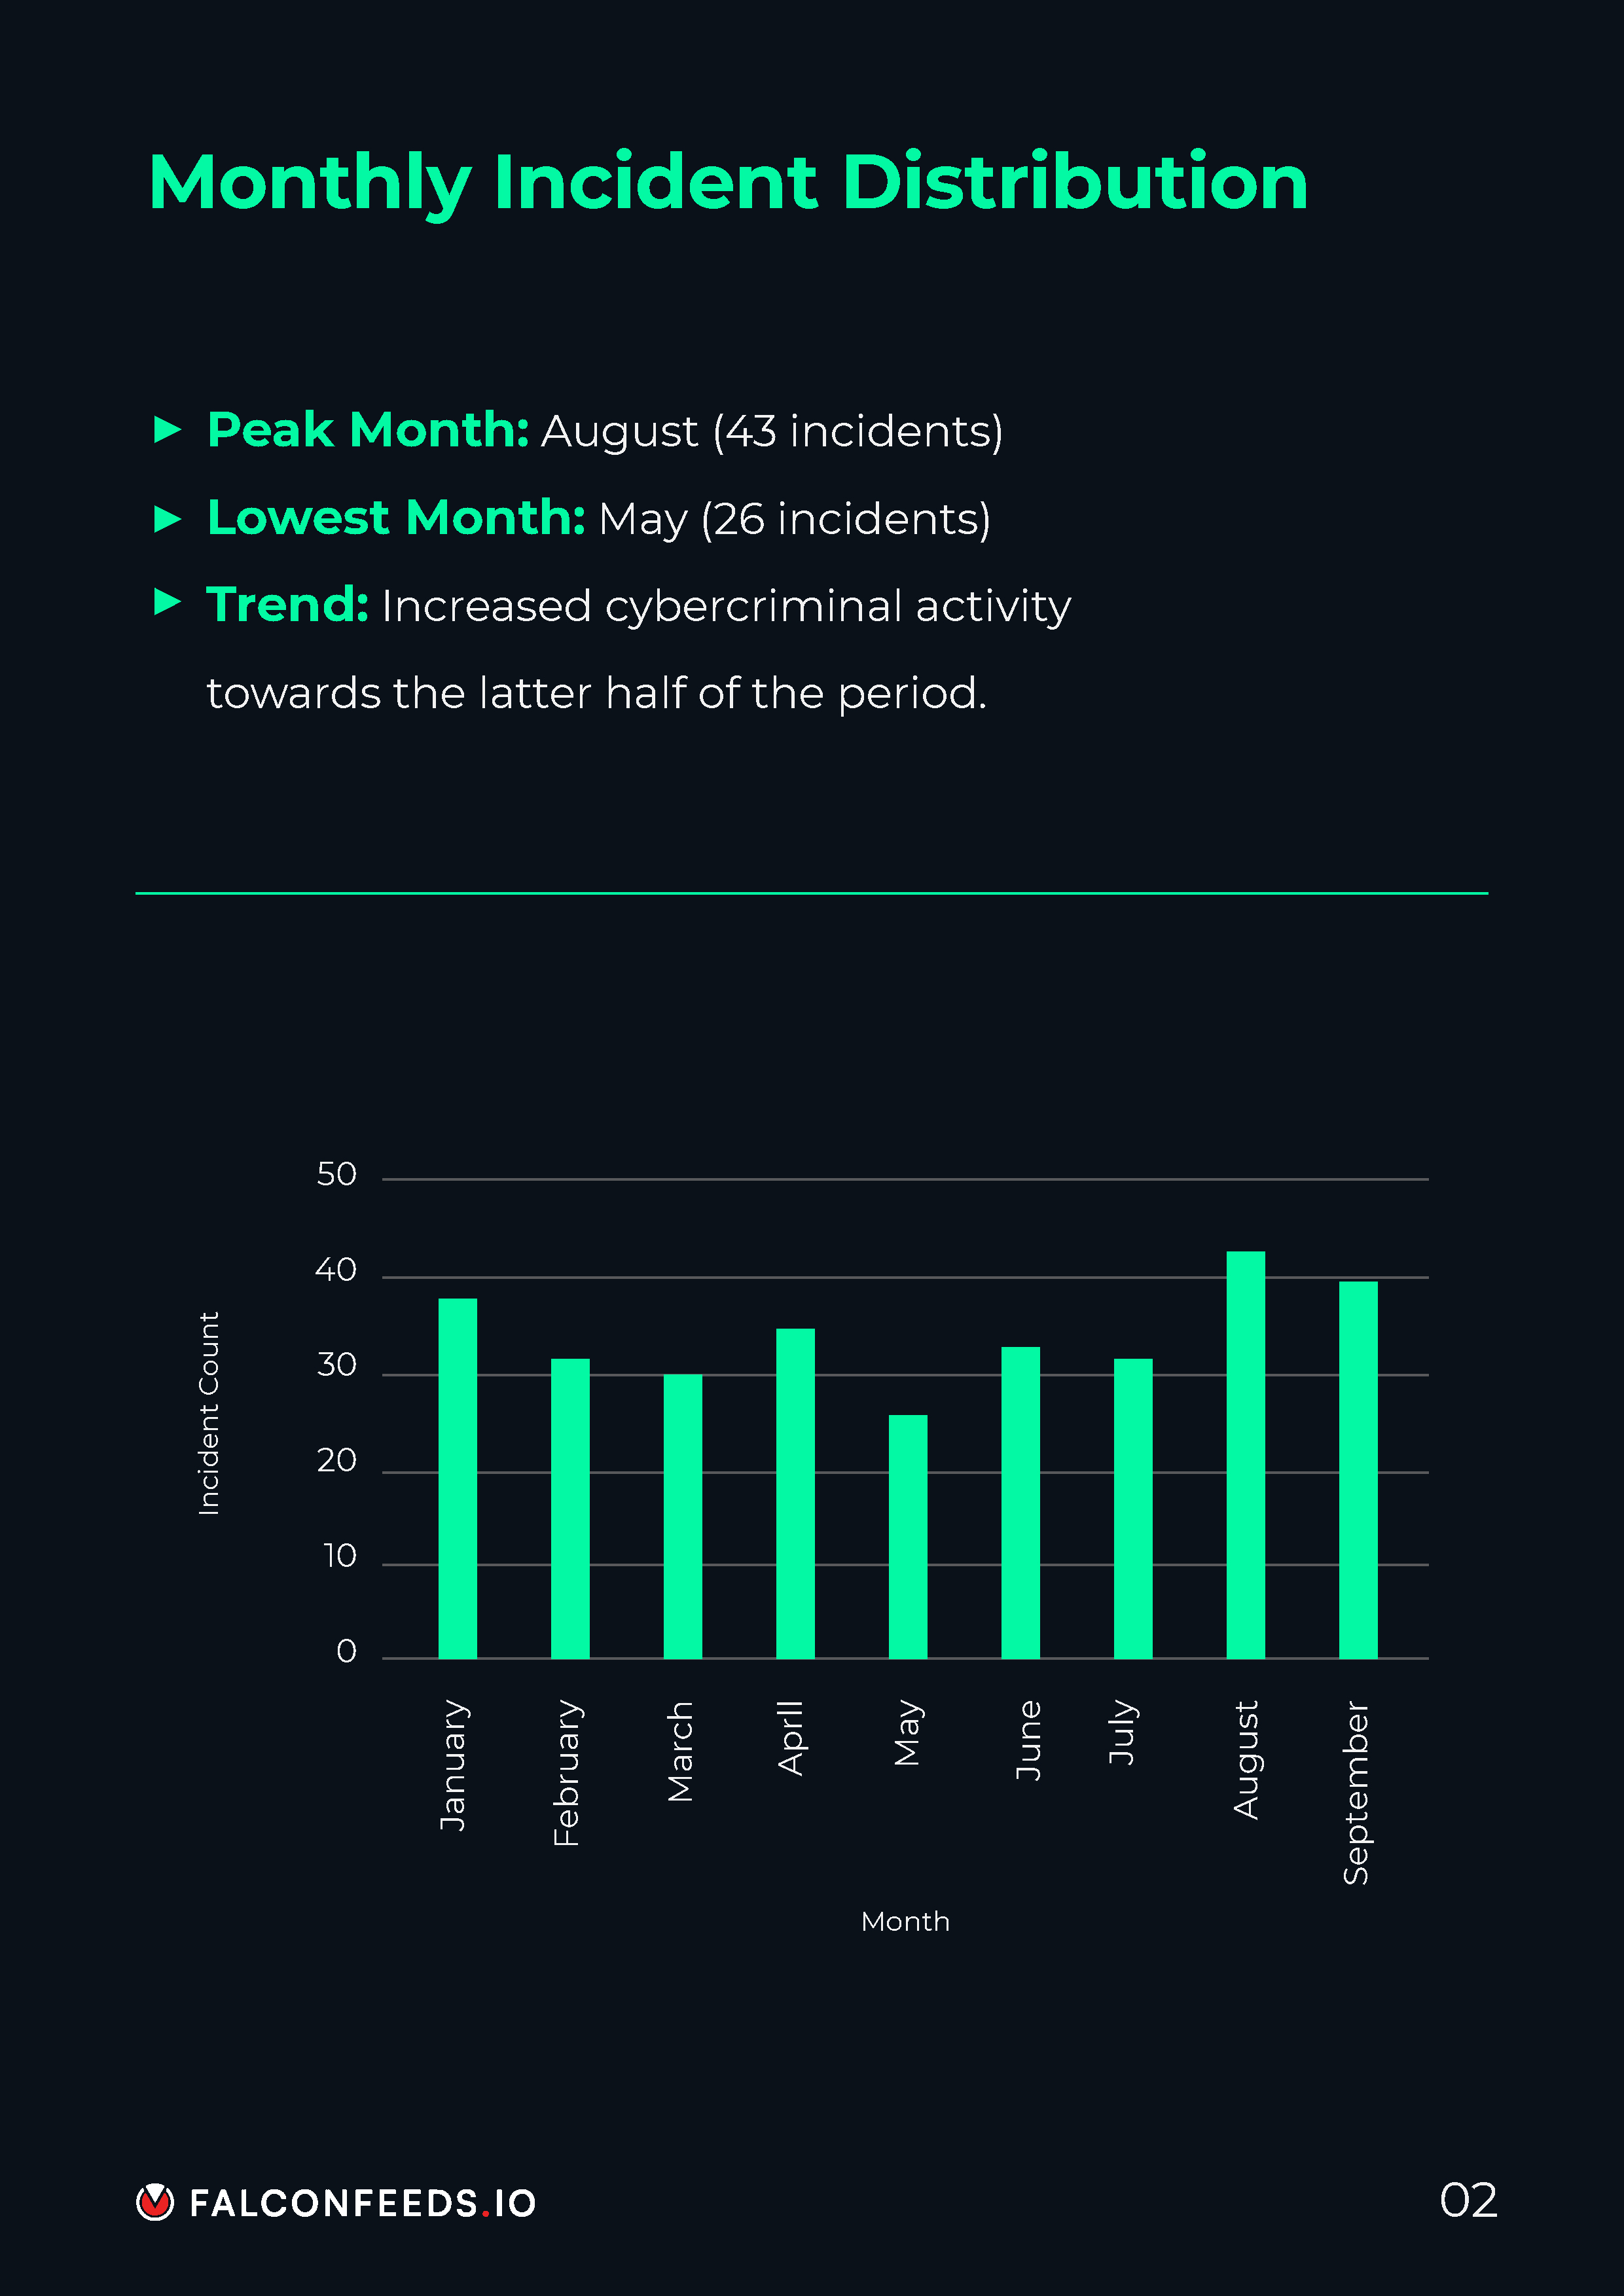 Monthly Incident Distribution
► Peak Month: August (43 incidents)
► Lowest Month: May (26 incidents)
► Trend: Increased cybercriminal activity
towards the latter half of the period.
50
40
30
20
10
0
Incident Count
January
February
March
AprIl
May
June
July
August
September
Month
FALCONFEEDS.IO
02